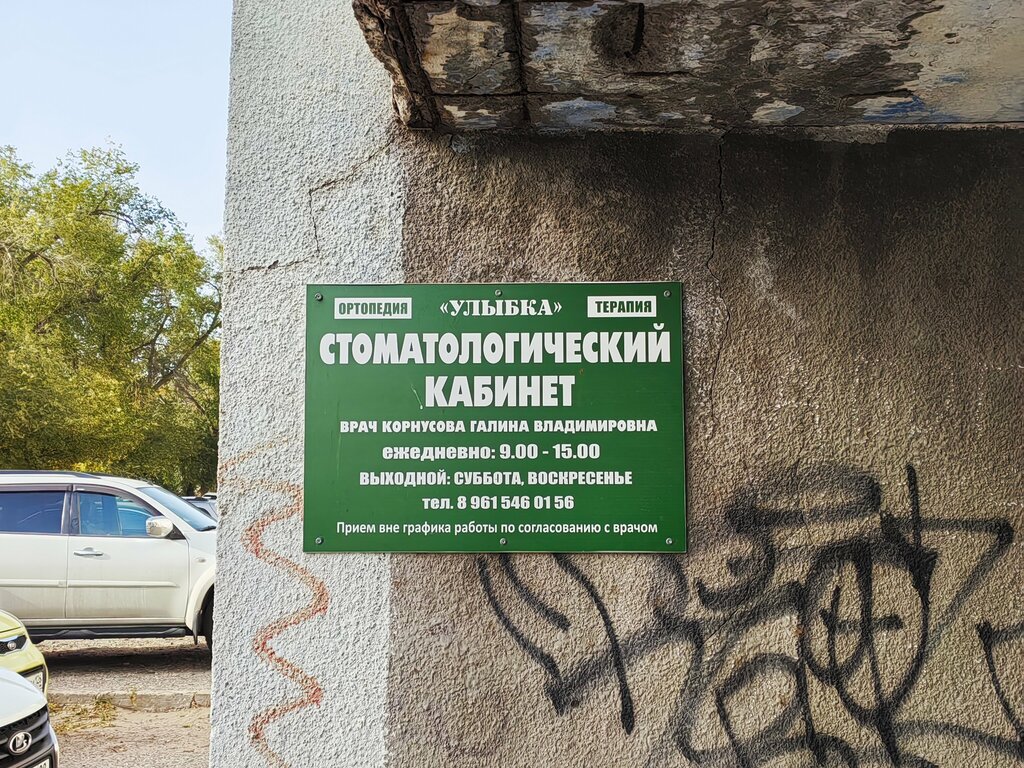 ОРТОПЕДИЯ «УЛЫБКА» ТЕРАПИЯ
СТОМАТОЛОГИЧЕСКИЙ
КАБИНЕТ
ВРАЧ КОРНУСОВА ГАЛИНА ВЛАДИМИРОВНА
ежедневно: 9.00 - 15.00
ВЫХОДНОЙ: СУББОТА, ВОСКРЕСЕНЬЕ
тел. 8 961 546 01 56
Прием вне графика работы по согласованию с врачом